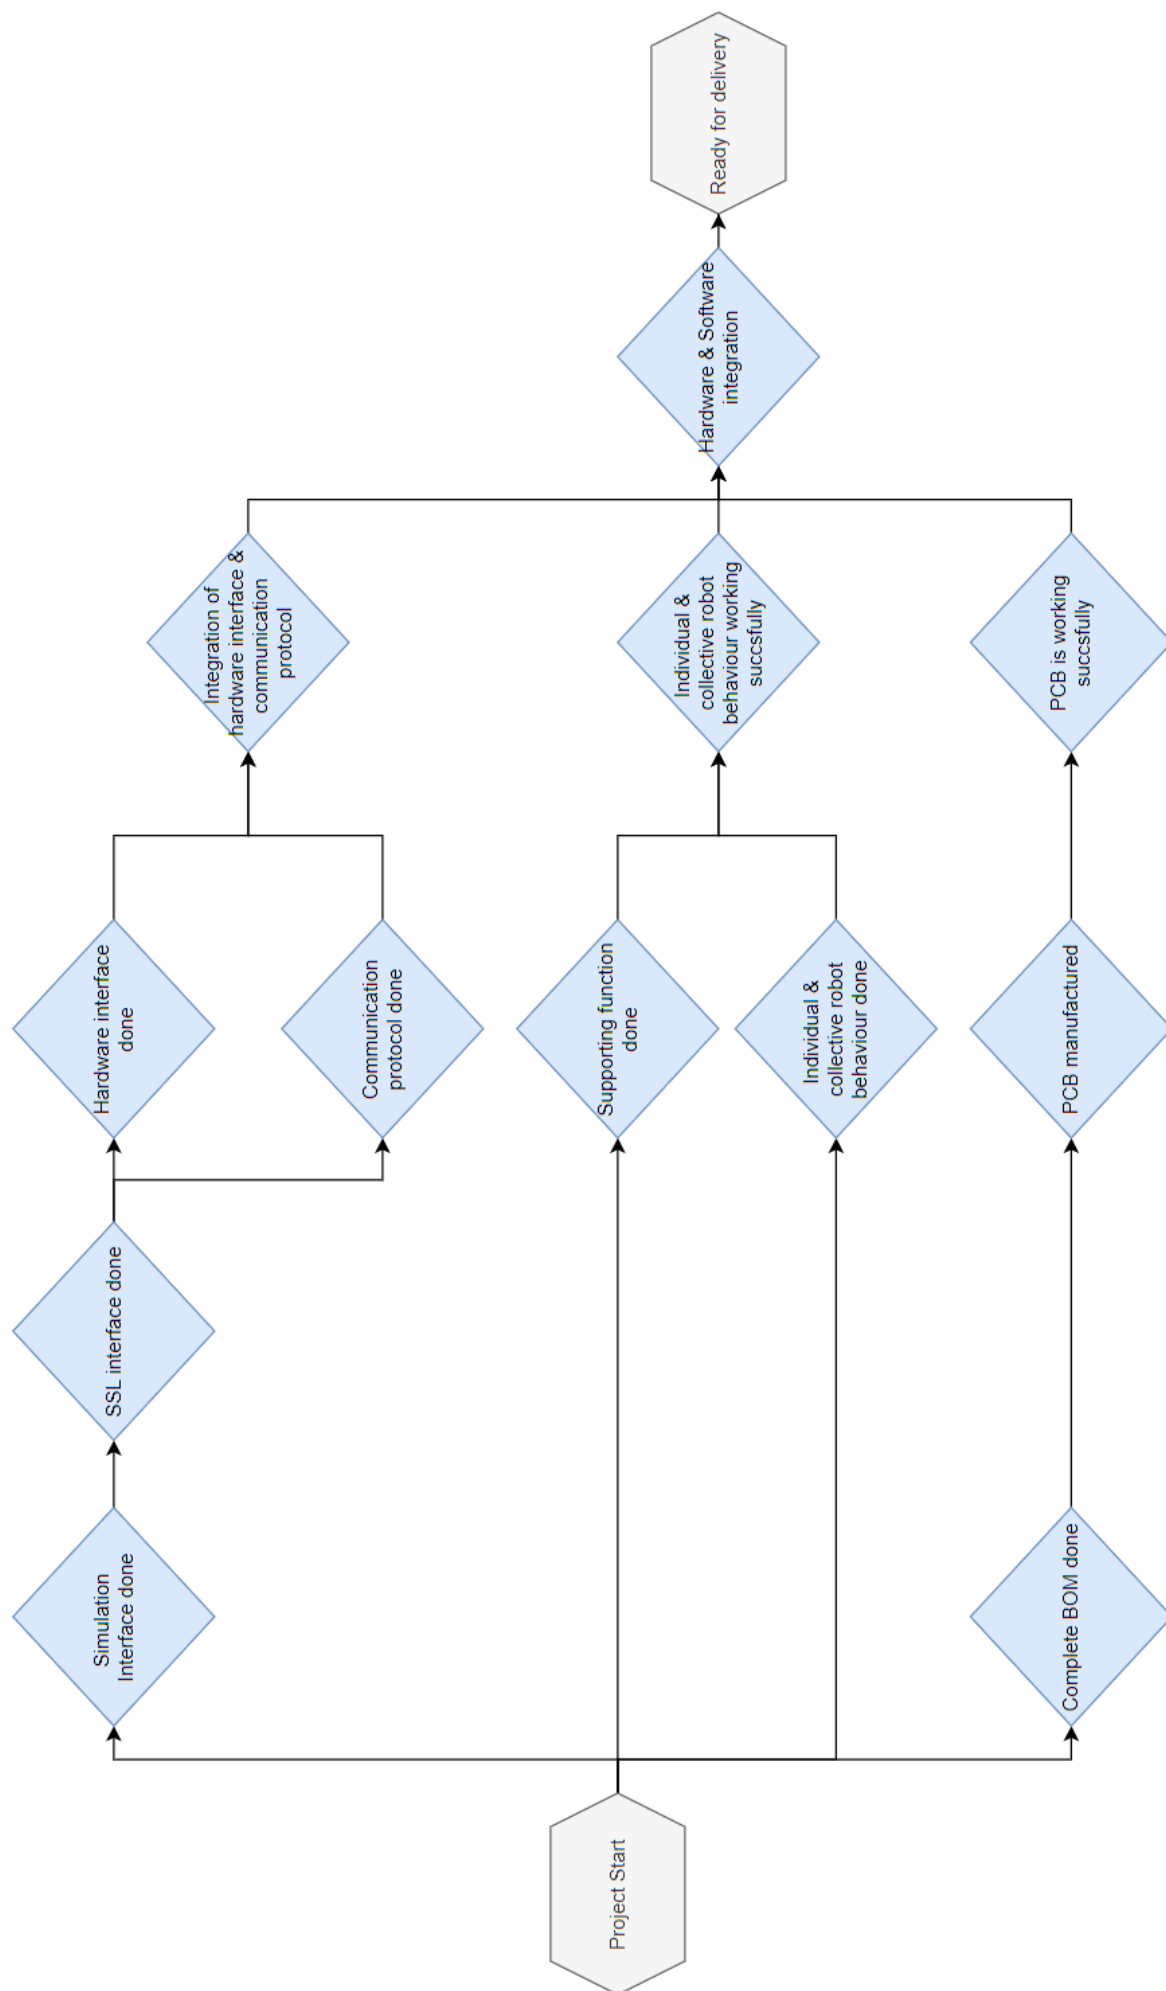 Project Start
Simulation
Interface done
SSL interface done
Hardware interface
done
Communication
protocol done
Integration of
hardware interface &
communication
protocol
Supporting function
done
Individual &
collective robot
behaviour done
Individual &
collective robot
behaviour working
succsfully
Complete BOM done
PCB manufactured
PCB is working
succsfully
Hardware & Software
integration
Ready for delivery